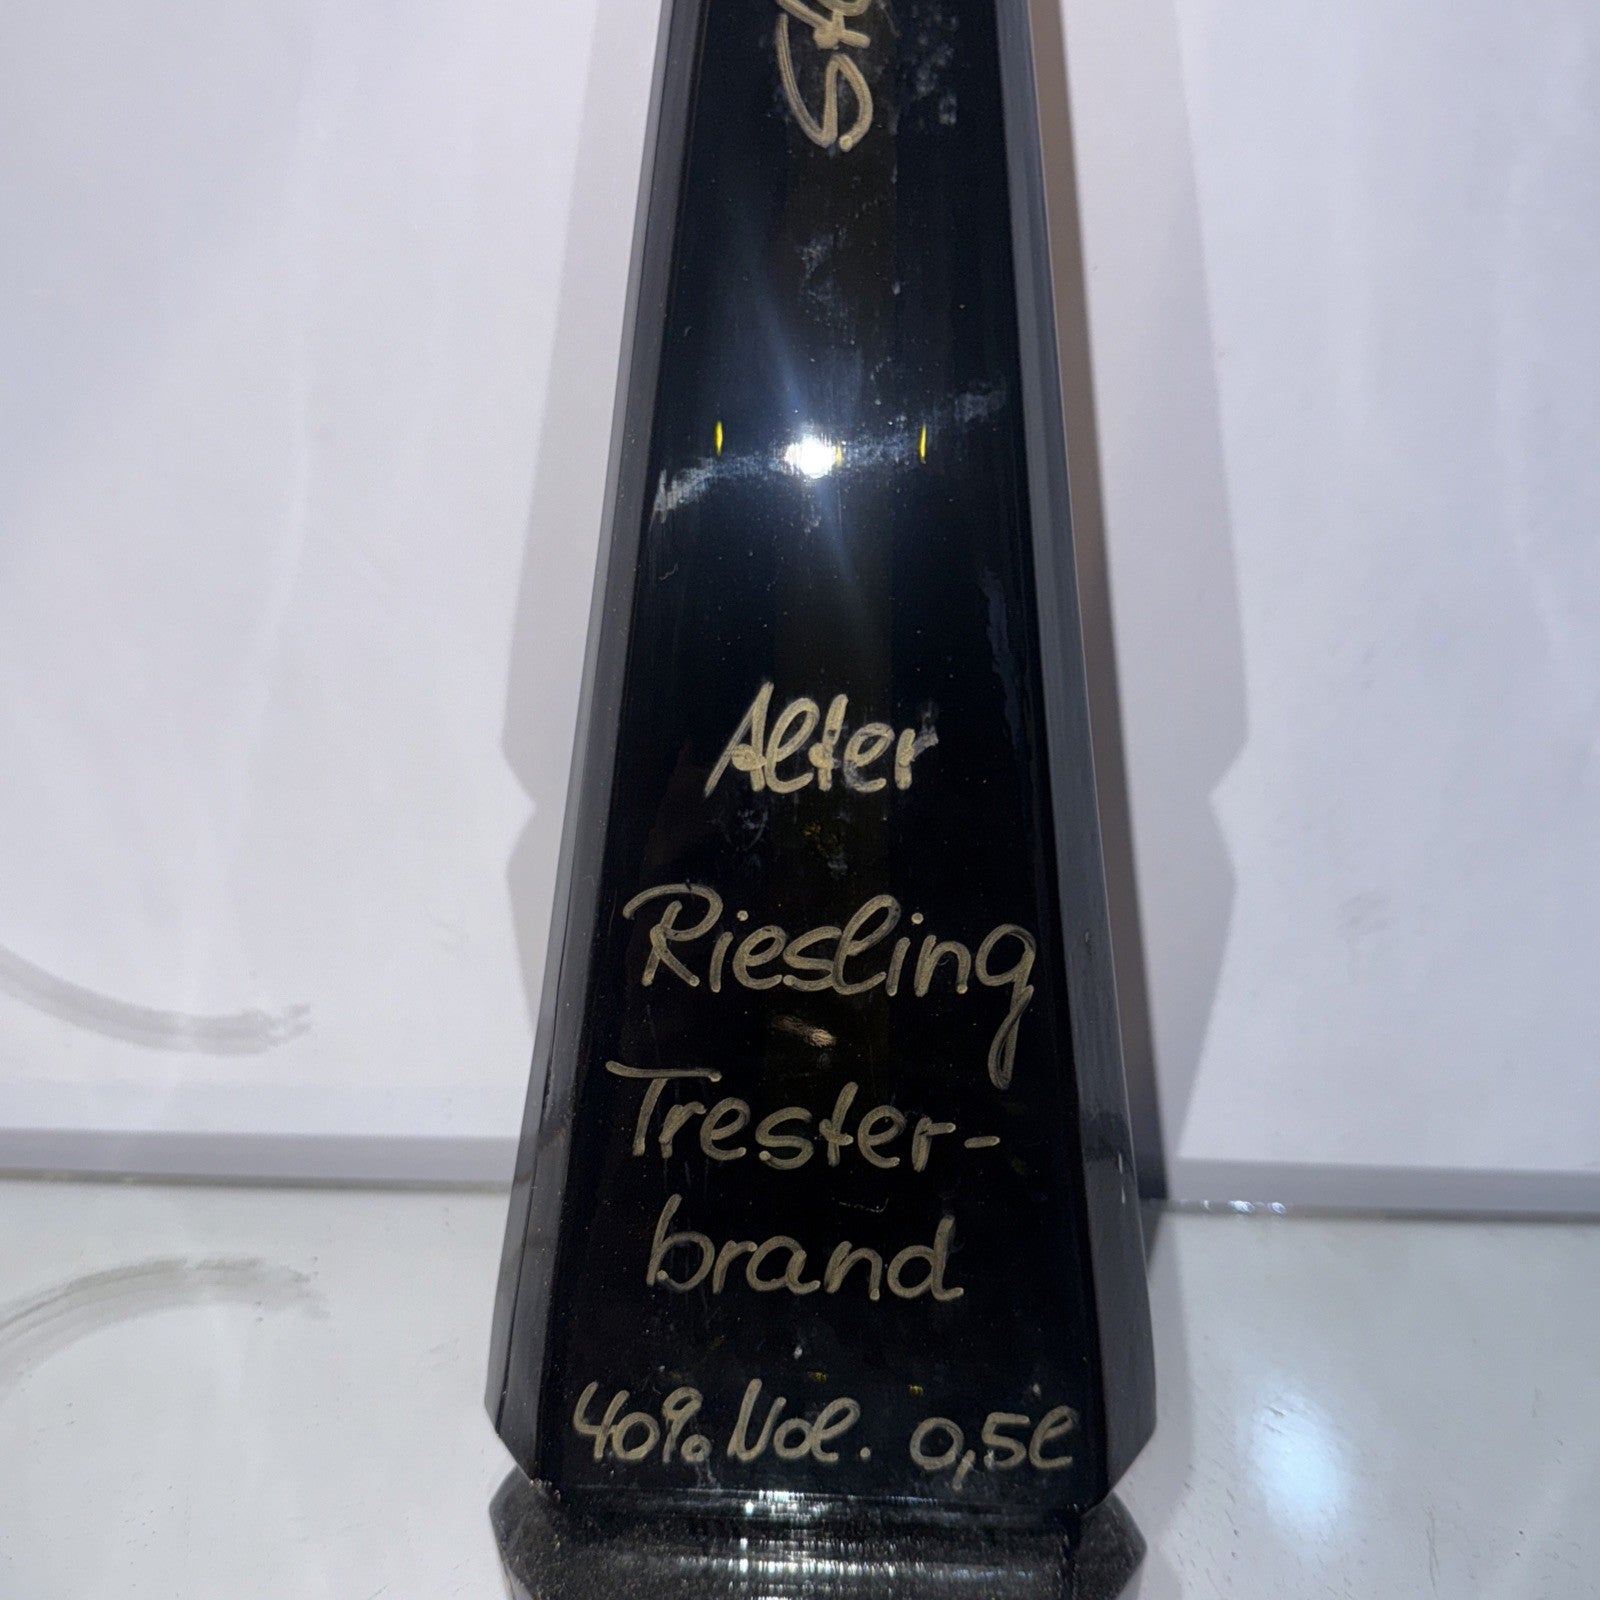 Alter
Riesling
Trester-
brand
40% Vol. 0,5l